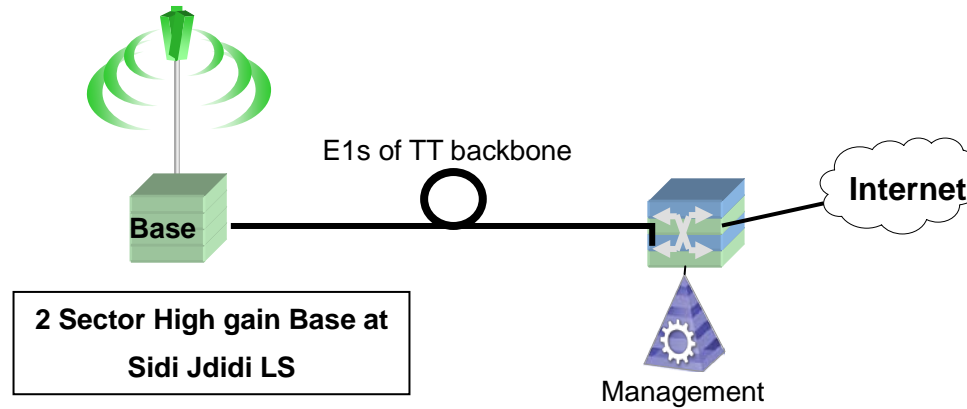 E1s of TT backbone
Internet
Base
2 Sector High gain Base at
Sidi Jdidi LS
Management